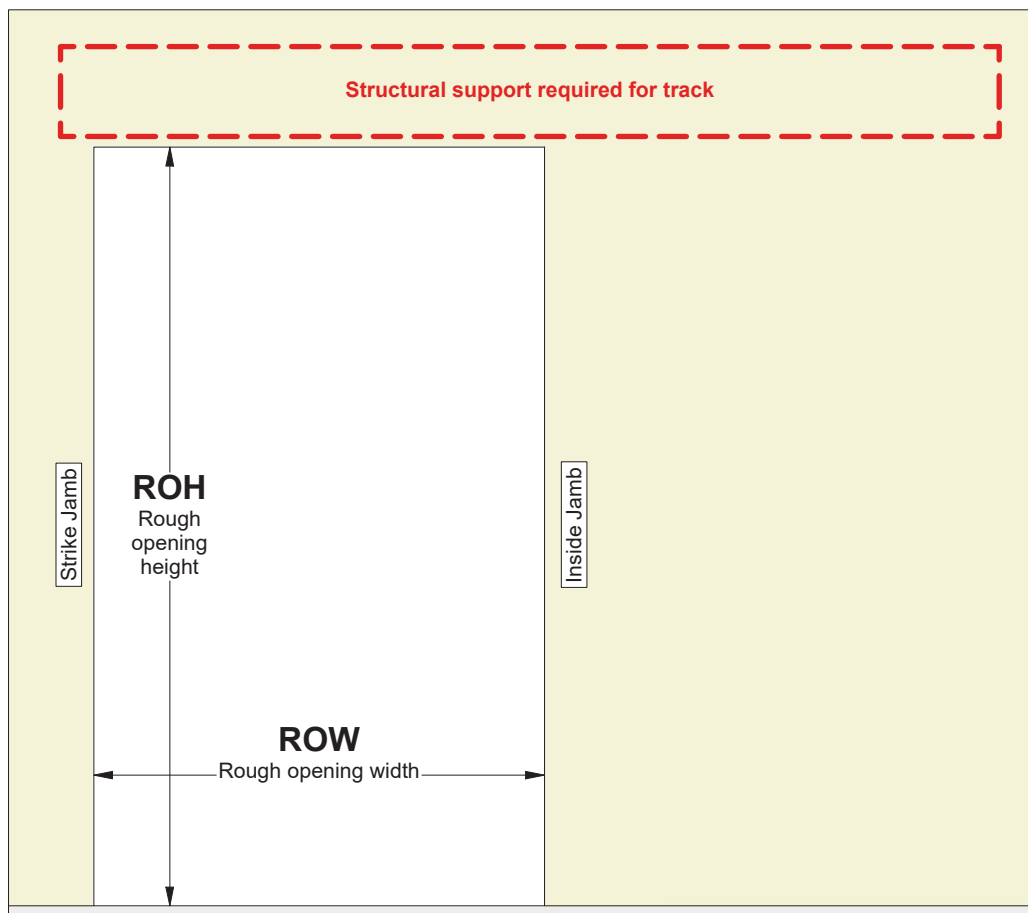 Structural support required for track
Strike Jamb
ROH
Rough
opening
height
Inside Jamb
ROW
Rough opening width